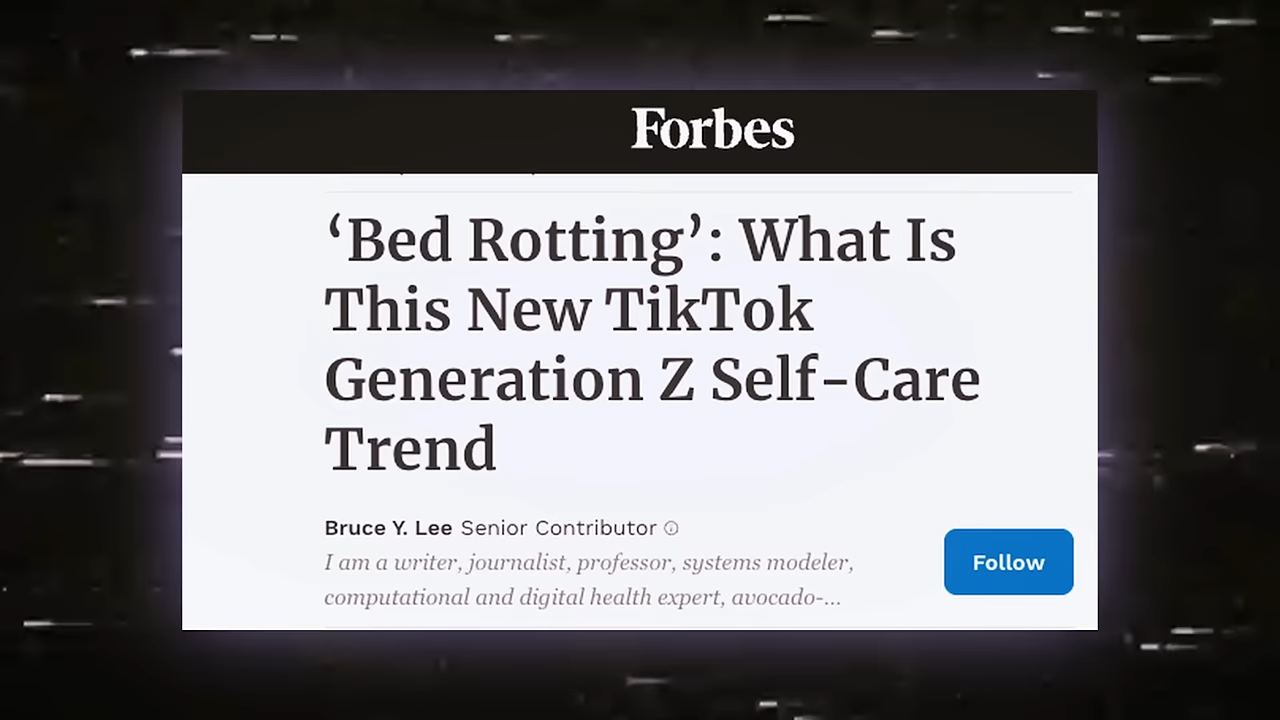 Forbes
‘Bed Rotting’: What Is
This New TikTok
Generation Z Self-Care
Trend
Bruce Y. Lee Senior Contributor
I am a writer, journalist, professor, systems modeler,
computational and digital health expert, avocado-...
Follow